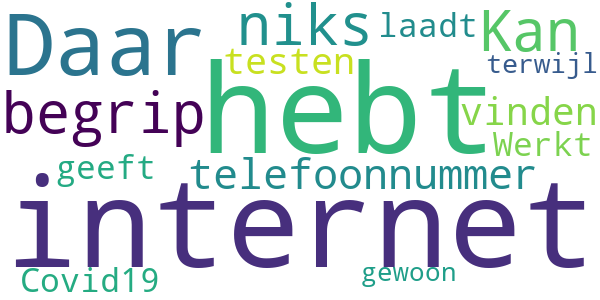 Daar niks laadt Kan
testen terwijl
begrip hebt vinden
Werkt
geeft telefoonnummer
internet
Covid19 gewoon